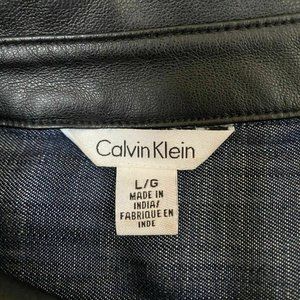 Calvin Klein
L/G
MADE IN
INDIA/
FABRIQUE EN
INDE